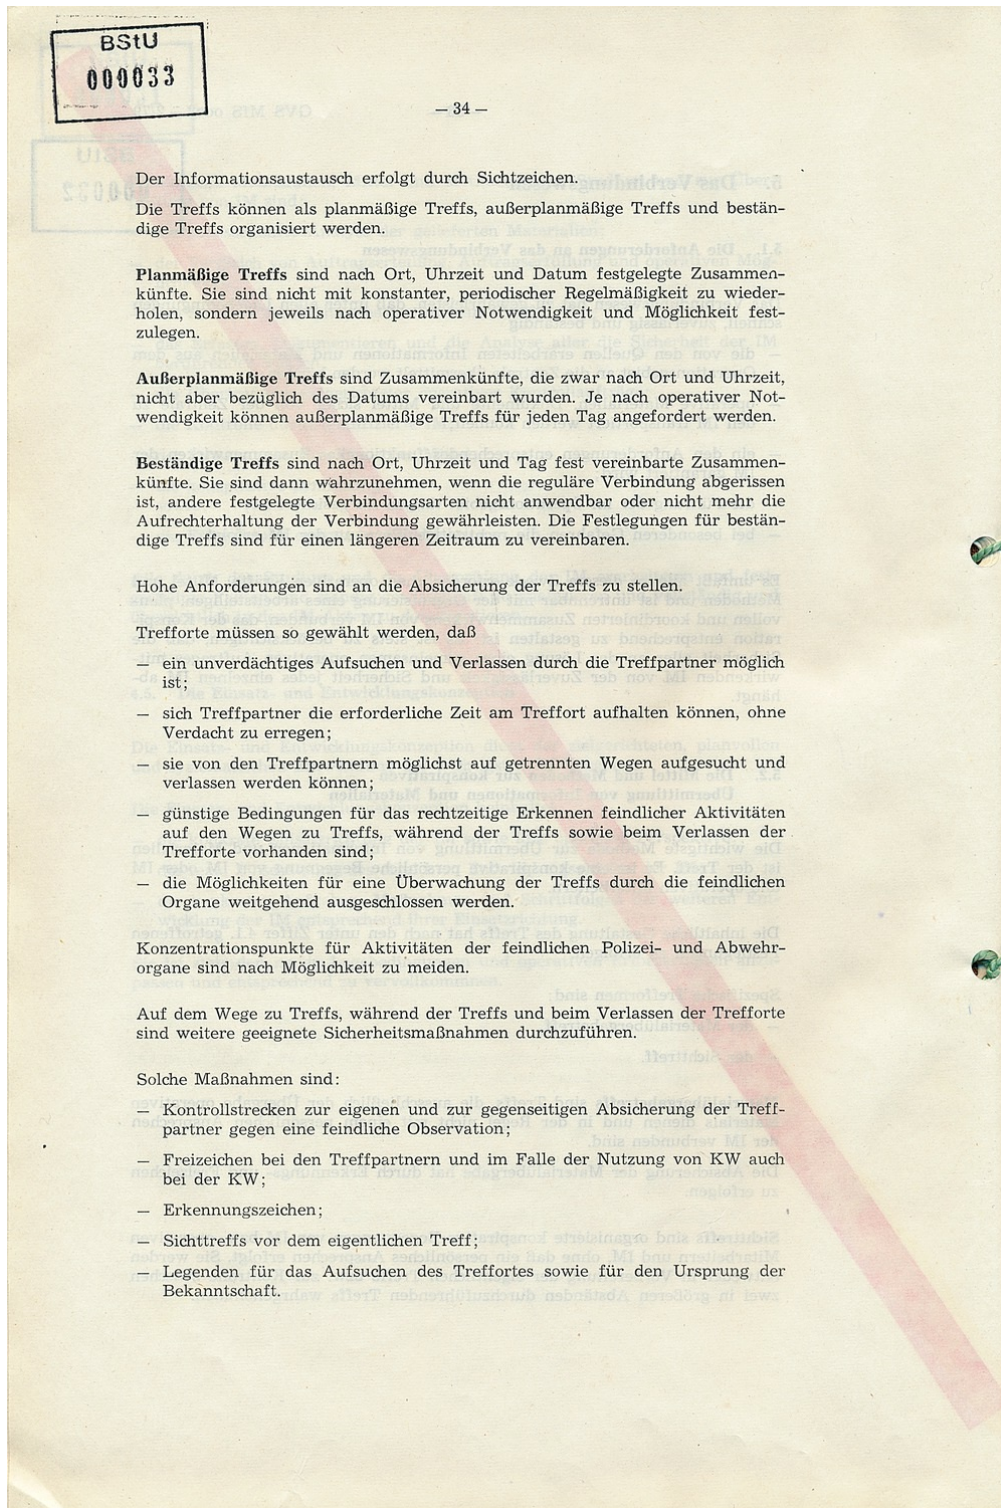 BStU
000033
— 34 —
Der Informationsaustausch erfolgt durch Sichtzeichen.
Die Treffs können als planmäßige Treffs, außerplanmäßige Treffs und bestän-
dige Treffs organisiert werden.
Planmäßige Treffs sind nach Ort, Uhrzeit und Datum festgelegte Zusammen-
künfte. Sie sind nicht mit konstanter, periodischer Regelmäßigkeit zu wieder-
holen, sondern jeweils nach operativer Notwendigkeit und Möglichkeit fest-
zulegen.
Außerplanmäßige Treffs sind Zusammenkünfte, die zwar nach Ort und Uhrzeit,
nicht aber bezüglich des Datums vereinbart wurden. Je nach operativer Not-
wendigkeit können außerplanmäßige Treffs für jeden Tag angefordert werden.
Beständige Treffs sind nach Ort, Uhrzeit und Tag fest vereinbarte Zusammen-
künfte. Sie sind dann wahrzunehmen, wenn die reguläre Verbindung abgerissen
ist, andere festgelegte Verbindungsarten nicht anwendbar oder nicht mehr die
Aufrechterhaltung der Verbindung gewährleisten. Die Festlegungen für bestän-
dige Treffs sind für einen längeren Zeitraum zu vereinbaren.
Hohe Anforderungen sind an die Absicherung der Treffs zu stellen.
Trefforte müssen so gewählt werden, daß
— ein unverdächtiges Aufsuchen und Verlassen durch die Treffpartner möglich
ist;
— sich Treffpartner die erforderliche Zeit am Treffort aufhalten können, ohne
Verdacht zu erregen;
— sie von den Treffpartnern möglichst auf getrennten Wegen aufgesucht und
verlassen werden können;
— günstige Bedingungen für das rechtzeitige Erkennen feindlicher Aktivitäten
auf den Wegen zu Treffs, während der Treffs sowie beim Verlassen der
Trefforte vorhanden sind;
— die Möglichkeiten für eine Überwachung der Treffs durch die feindlichen
Organe weitgehend ausgeschlossen werden.
Konzentrationspunkte für Aktivitäten der feindlichen Polizei- und Abwehr-
organe sind nach Möglichkeit zu meiden.
Auf dem Wege zu Treffs, während der Treffs und beim Verlassen der Trefforte
sind weitere geeignete Sicherheitsmaßnahmen durchzuführen.
Solche Maßnahmen sind:
— Kontrollstrecken zur eigenen und zur gegenseitigen Absicherung der Treff-
partner gegen eine feindliche Observation;
— Freizeichen bei den Treffpartnern und im Falle der Nutzung von KW auch
bei der KW;
— Erkennungszeichen;
— Sichttreffs vor dem eigentlichen Treff;
— Legenden für das Aufsuchen des Treffortes sowie für den Ursprung der
Bekanntschaft.